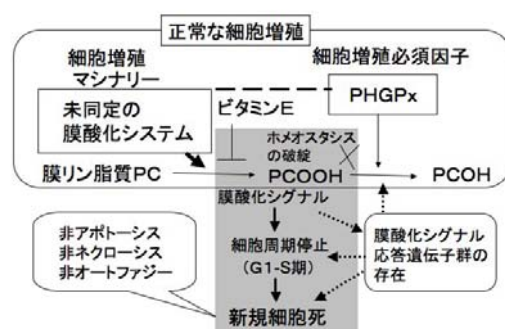 正常な細胞増殖
細胞増殖
マシナリー
細胞増殖必須因子
未同定の
膜酸化システム
ビタミンE
PHGPx
ホメオスタシス
の破綻
膜リン脂質PC
PCOOH
PCOH
膜酸化シグナル
非アポトーシス
非ネクローシス
非オートファジー
細胞周期停止
(G1-S期)
膜酸化シグナル
応答遺伝子群の
存在
新規細胞死